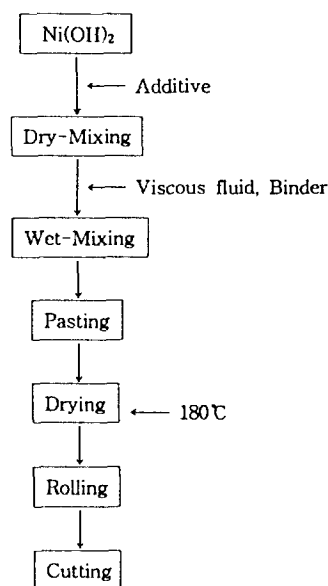 Ni(OH)₂
Additive
Dry-Mixing
Viscous fluid, Binder
Wet-Mixing
Pasting
Drying
180℃
Rolling
Cutting